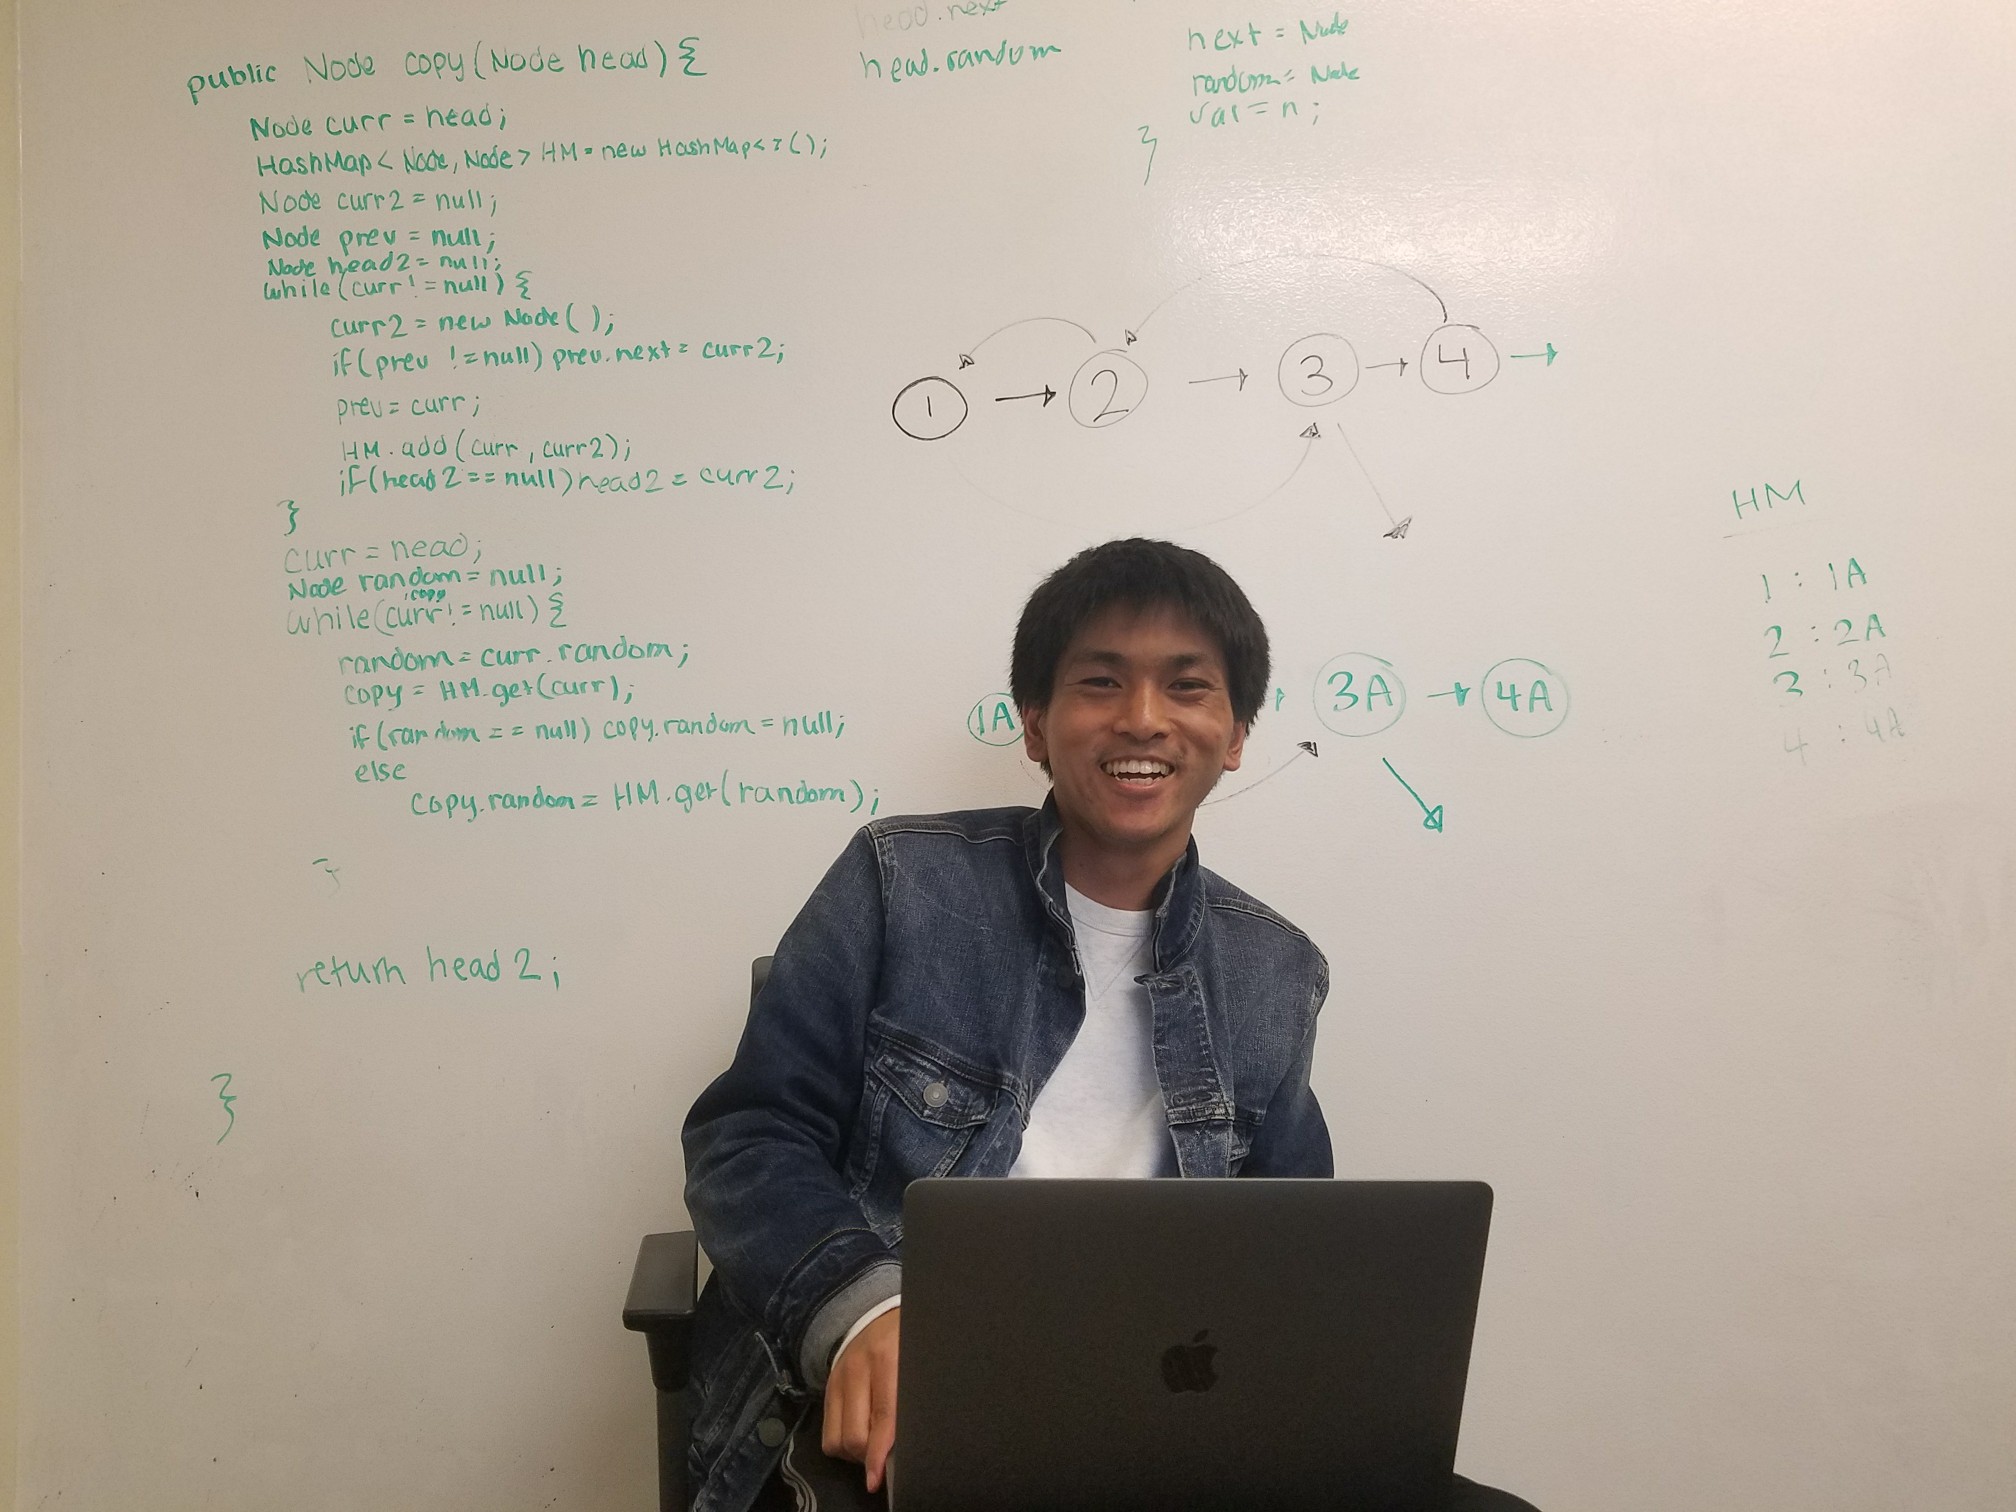 public Node copy(Node head) {
Node curr = head;
HashMap< Node, Node > HM = new HashMap< >();
Node curr2 = null;
Node prev = null;
Node head2 = null;
while(curr != null) {
curr2 = new Node( );
if(prev != null) prev.next = curr2;
prev = curr;
HM.add(curr, curr2);
if(head2 == null) head2 = curr2;
}
curr = head;
Node random = null;
, copy
while(curr != null) {
random = curr.random;
copy = HM.get(curr);
if(random == null) copy.random = null;
else
copy.random = HM.get(random);
}
return head2;
}
head.next
head.random
next = Node
random = Node
val = n;
}
1 2 3 4
1A 3A 4A
HM
1 : 1A
2 : 2A
3 : 3A
4 : 4A